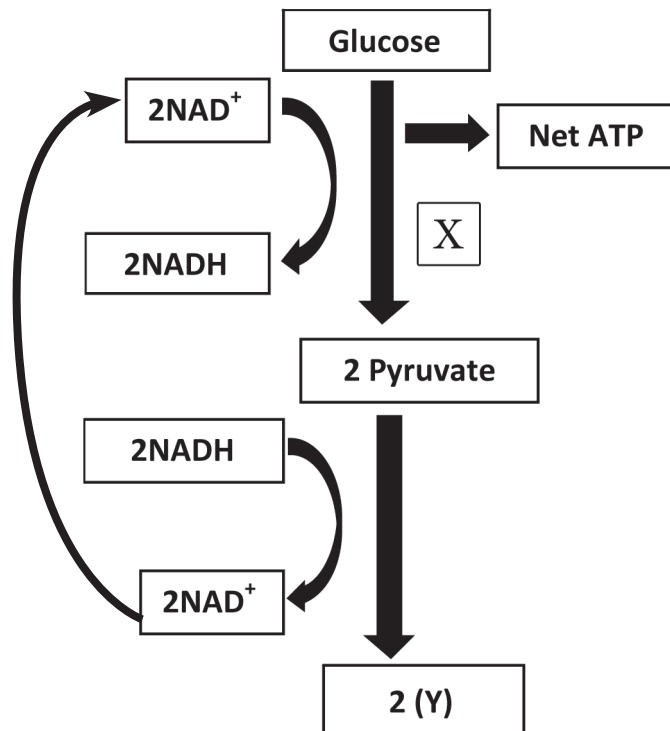 Glucose
2NAD⁺
Net ATP
X
2NADH
2 Pyruvate
2NADH
2NAD⁺
2 (Y)